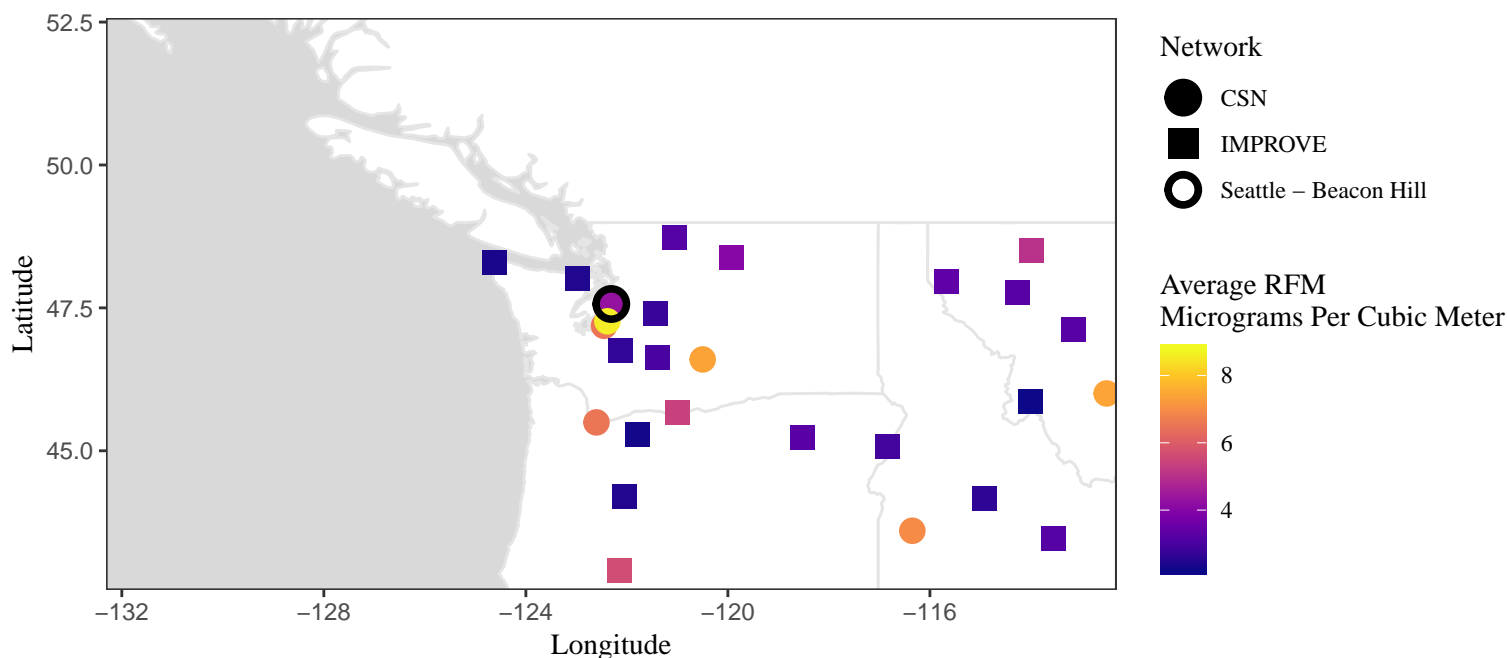 52.5
50.0
47.5
45.0
Latitude
−132
−128
−124
−120
−116
Longitude
Network
CSN
IMPROVE
Seattle − Beacon Hill
Average RFM
Micrograms Per Cubic Meter
8
6
4